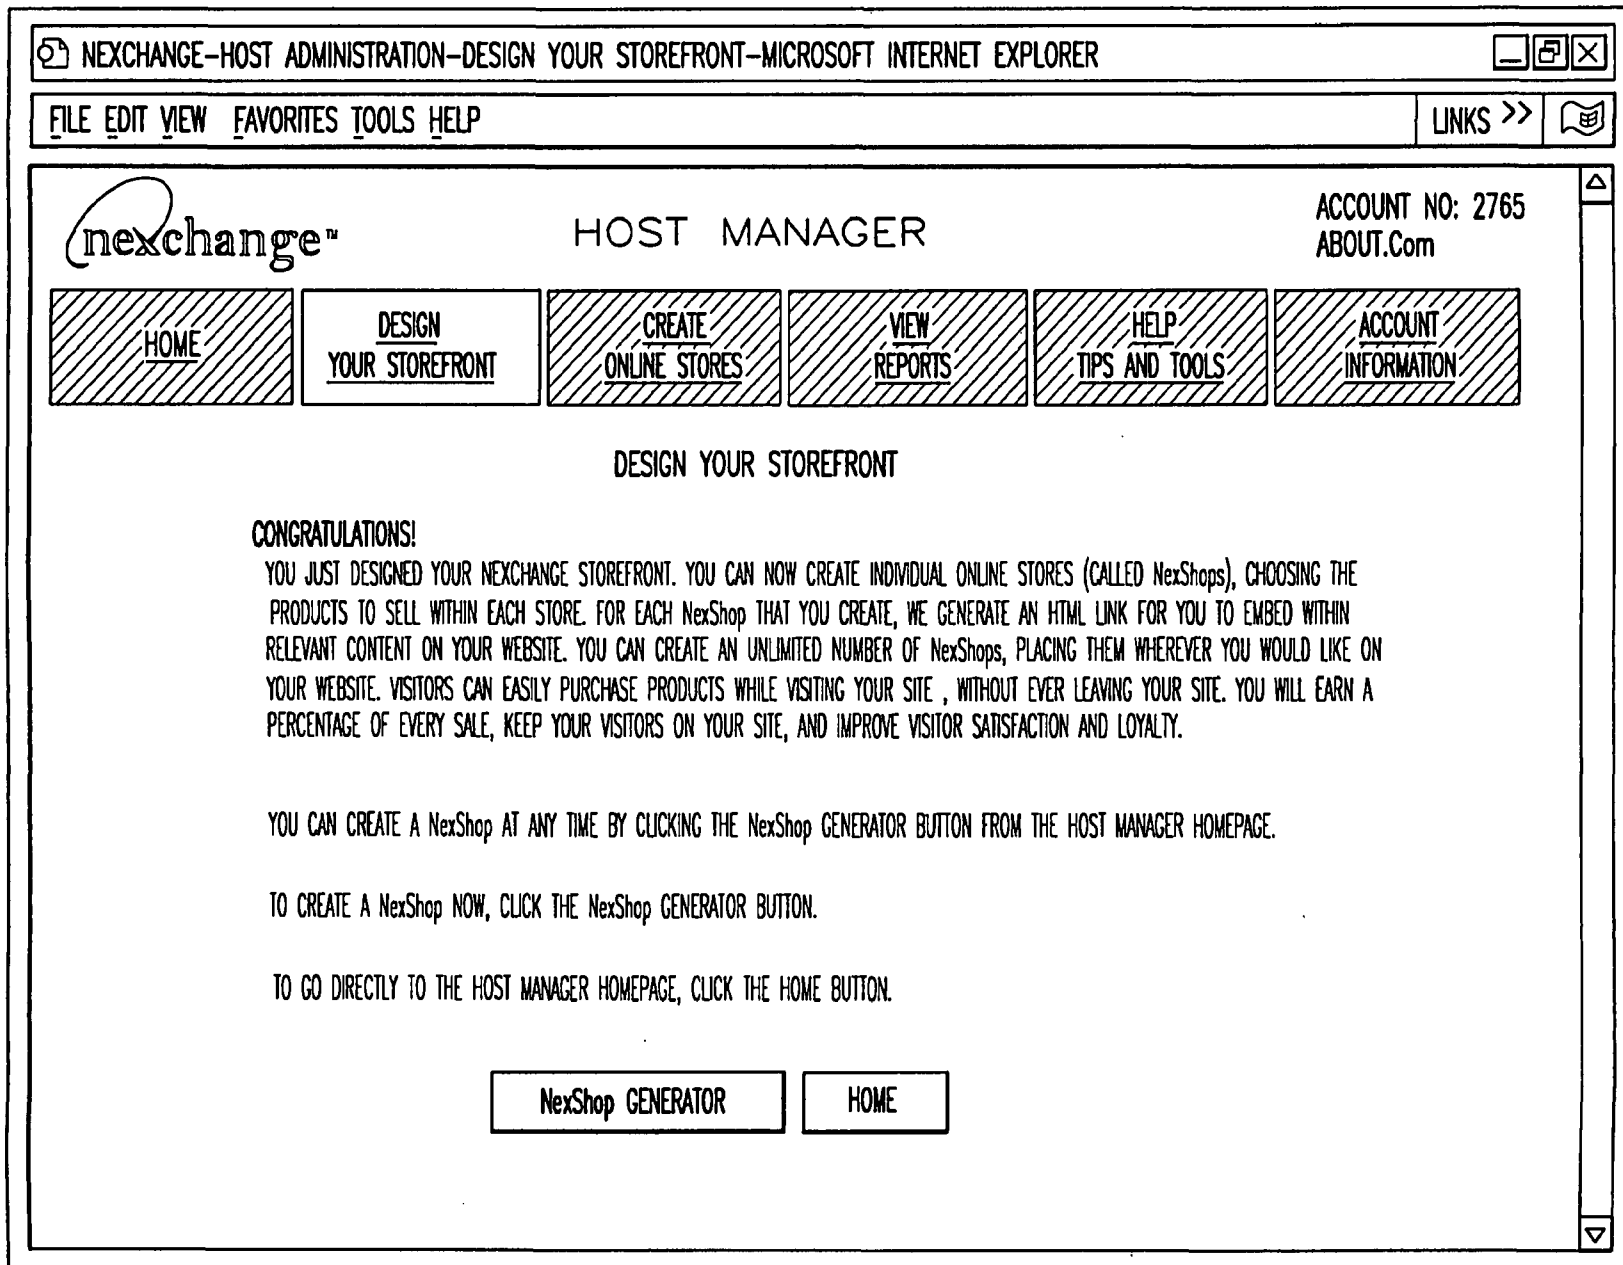 NEXCHANGE–HOST ADMINISTRATION–DESIGN YOUR STOREFRONT–MICROSOFT INTERNET EXPLORER
FILE EDIT VIEW FAVORITES TOOLS HELP
LINKS >>
nexchange™
HOST MANAGER
ACCOUNT NO: 2765
ABOUT.Com
HOME
DESIGN
YOUR STOREFRONT
CREATE
ONLINE STORES
VIEW
REPORTS
HELP
TIPS AND TOOLS
ACCOUNT
INFORMATION
DESIGN YOUR STOREFRONT
CONGRATULATIONS!
YOU JUST DESIGNED YOUR NEXCHANGE STOREFRONT. YOU CAN NOW CREATE INDIVIDUAL ONLINE STORES (CALLED NexShops), CHOOSING THE
PRODUCTS TO SELL WITHIN EACH STORE. FOR EACH NexShop THAT YOU CREATE, WE GENERATE AN HTML LINK FOR YOU TO EMBED WITHIN
RELEVANT CONTENT ON YOUR WEBSITE. YOU CAN CREATE AN UNLIMITED NUMBER OF NexShops, PLACING THEM WHEREVER YOU WOULD LIKE ON
YOUR WEBSITE. VISITORS CAN EASILY PURCHASE PRODUCTS WHILE VISITING YOUR SITE , WITHOUT EVER LEAVING YOUR SITE. YOU WILL EARN A
PERCENTAGE OF EVERY SALE, KEEP YOUR VISITORS ON YOUR SITE, AND IMPROVE VISITOR SATISFACTION AND LOYALTY.
YOU CAN CREATE A NexShop AT ANY TIME BY CLICKING THE NexShop GENERATOR BUTTON FROM THE HOST MANAGER HOMEPAGE.
TO CREATE A NexShop NOW, CLICK THE NexShop GENERATOR BUTTON.
TO GO DIRECTLY TO THE HOST MANAGER HOMEPAGE, CLICK THE HOME BUTTON.
NexShop GENERATOR
HOME